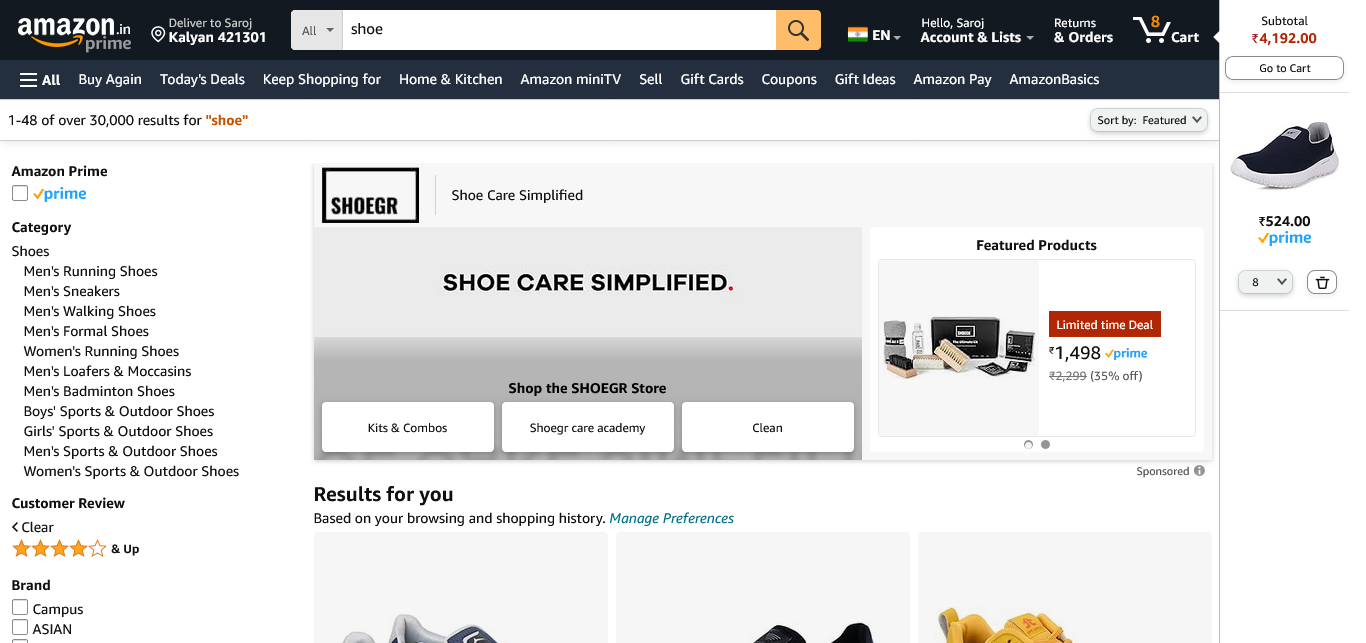 amazon.in
prime
Deliver to Saroj
Kalyan 421301
All
shoe
EN
Hello, Saroj
Account & Lists
Returns
& Orders
8
Cart
All
Buy Again
Today's Deals
Keep Shopping for
Home & Kitchen
Amazon miniTV
Sell
Gift Cards
Coupons
Gift Ideas
Amazon Pay
AmazonBasics
1-48 of over 30,000 results for "shoe"
Sort by: Featured
Amazon Prime
prime
Category
Shoes
Men's Running Shoes
Men's Sneakers
Men's Walking Shoes
Men's Formal Shoes
Women's Running Shoes
Men's Loafers & Moccasins
Men's Badminton Shoes
Boys' Sports & Outdoor Shoes
Girls' Sports & Outdoor Shoes
Men's Sports & Outdoor Shoes
Women's Sports & Outdoor Shoes
Customer Review
Clear
& Up
Brand
Campus
ASIAN
SHOEGR
Shoe Care Simplified
SHOE CARE SIMPLIFIED.
Shop the SHOEGR Store
Kits & Combos
Shoegr care academy
Clean
Featured Products
Limited time Deal
₹1,498 prime
₹2,299 (35% off)
Sponsored
Results for you
Based on your browsing and shopping history. Manage Preferences
Subtotal
₹4,192.00
Go to Cart
₹524.00
prime
8